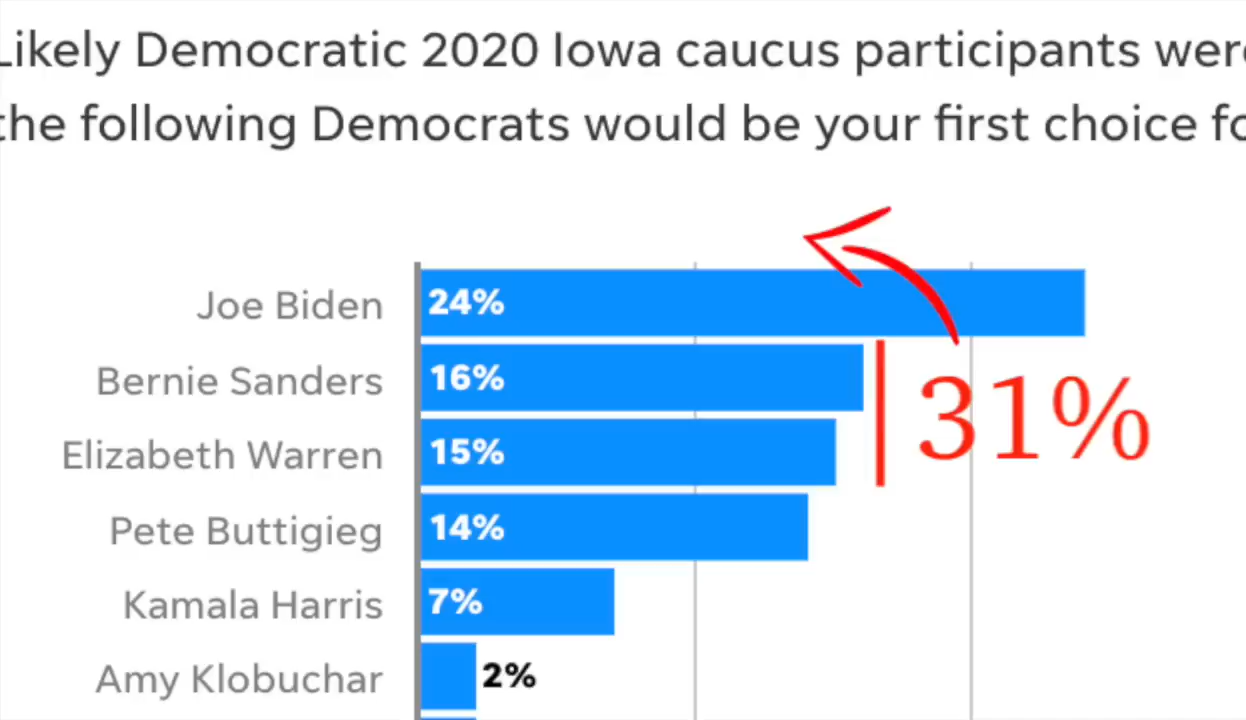 Likely Democratic 2020 Iowa caucus participants were
the following Democrats would be your first choice fo
Joe Biden 24%
Bernie Sanders 16%
31%
Elizabeth Warren 15%
Pete Buttigieg 14%
Kamala Harris 7%
Amy Klobuchar 2%